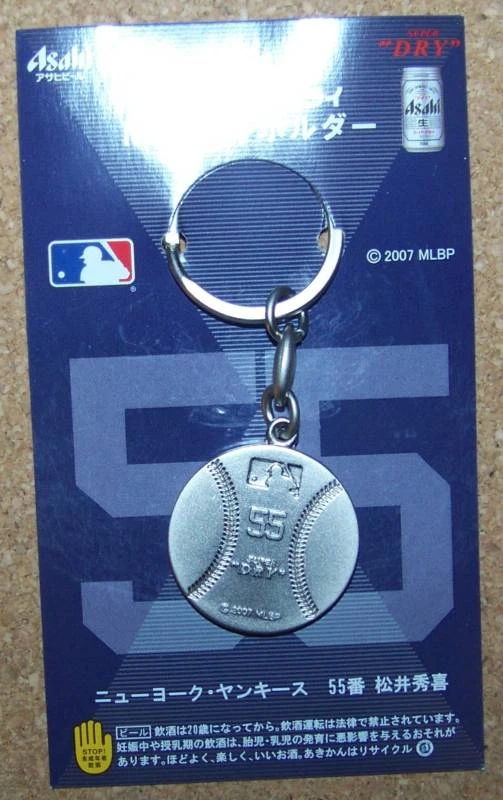 Asahi
アサヒビール
SUPER
"DRY"
Asahi
生
ルダー
© 2007 MLBP
®
55
55
SUPER
"DRY"
© 2007 MLBP
ニューヨーク・ヤンキース 55番 松井秀喜
STOP!
未成年者
飲酒
ビール 飲酒は20歳になってから。飲酒運転は法律で禁止されています。
妊娠中や授乳期の飲酒は、胎児・乳児の発育に悪影響を与えるおそれが
あります。ほどよく、楽しく、いいお酒。あきかんはリサイクル